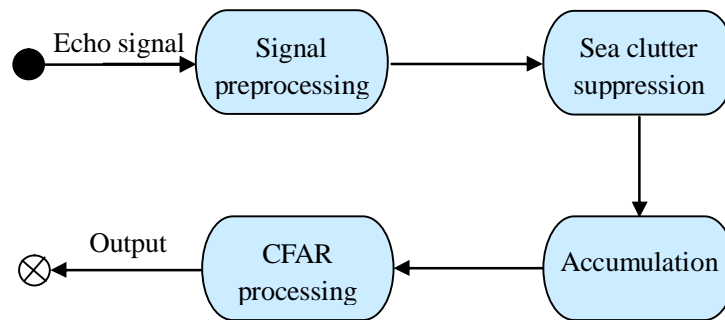 Echo signal
Signal
preprocessing
Sea clutter
suppression
Accumulation
CFAR
processing
Output